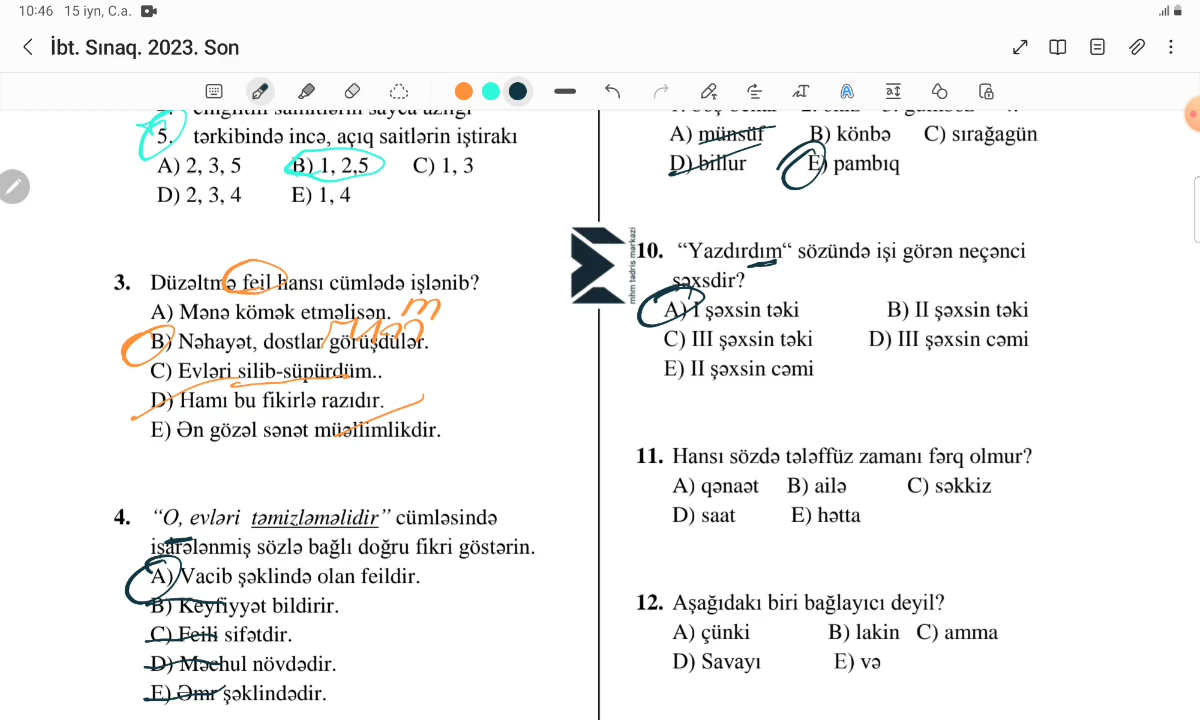 10:46 15 iyn, C.a.
İbt. Sınaq. 2023. Son
5. tərkibində incə, açıq saitlərin iştirakı
A) 2, 3, 5 B) 1, 2,5 C) 1, 3
D) 2, 3, 4 E) 1, 4
3. Düzəltmə feil hansı cümlədə işlənib?
A) Mənə kömək etməlisən.
B) Nəhayət, dostlar görüşdülər.
C) Evləri silib-süpürdüm..
D) Hamı bu fikirlə razıdır.
E) Ən gözəl sənət müəllimlikdir.
4. “O, evləri təmizləməlidir” cümləsində
işarələnmiş sözlə bağlı doğru fikri göstərin.
A) Vacib şəklində olan feildir.
B) Keyfiyyət bildirir.
C) Feili sifətdir.
D) Məchul növdədir.
E) Əmr şəklindədir.
A) münsüf B) könbə C) sırağagün
D) billur E) pambıq
mhm tədris mərkəzi
10. “Yazdırdım“ sözündə işi görən neçənci
şəxsdir?
A) I şəxsin təki B) II şəxsin təki
C) III şəxsin təki D) III şəxsin cəmi
E) II şəxsin cəmi
11. Hansı sözdə tələffüz zamanı fərq olmur?
A) qənaət B) ailə C) səkkiz
D) saat E) hətta
12. Aşağıdakı biri bağlayıcı deyil?
A) çünki B) lakin C) amma
D) Savayı E) və